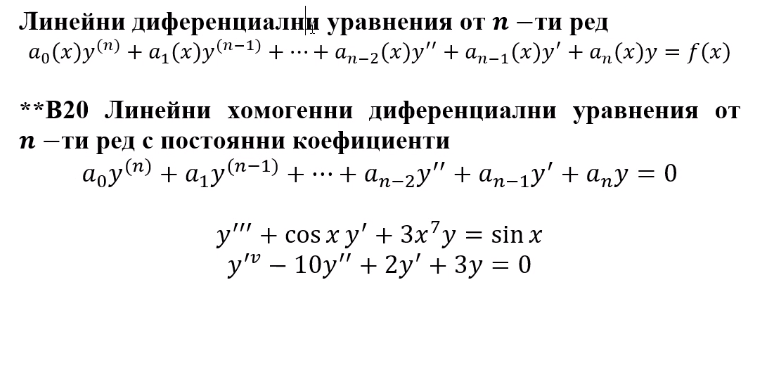 Линейни диференциални уравнения от n −ти ред
a₀(x)y⁽ⁿ⁾ + a₁(x)y⁽ⁿ⁻¹⁾ + ⋯ + aₙ₋₂(x)y′′ + aₙ₋₁(x)y′ + aₙ(x)y = f(x)
**В20 Линейни хомогенни диференциални уравнения от
n −ти ред с постоянни коефициенти
a₀y⁽ⁿ⁾ + a₁y⁽ⁿ⁻¹⁾ + ⋯ + aₙ₋₂y′′ + aₙ₋₁y′ + aₙy = 0
y′′′ + cos x y′ + 3x⁷y = sin x
y′ᵛ − 10y′′ + 2y′ + 3y = 0